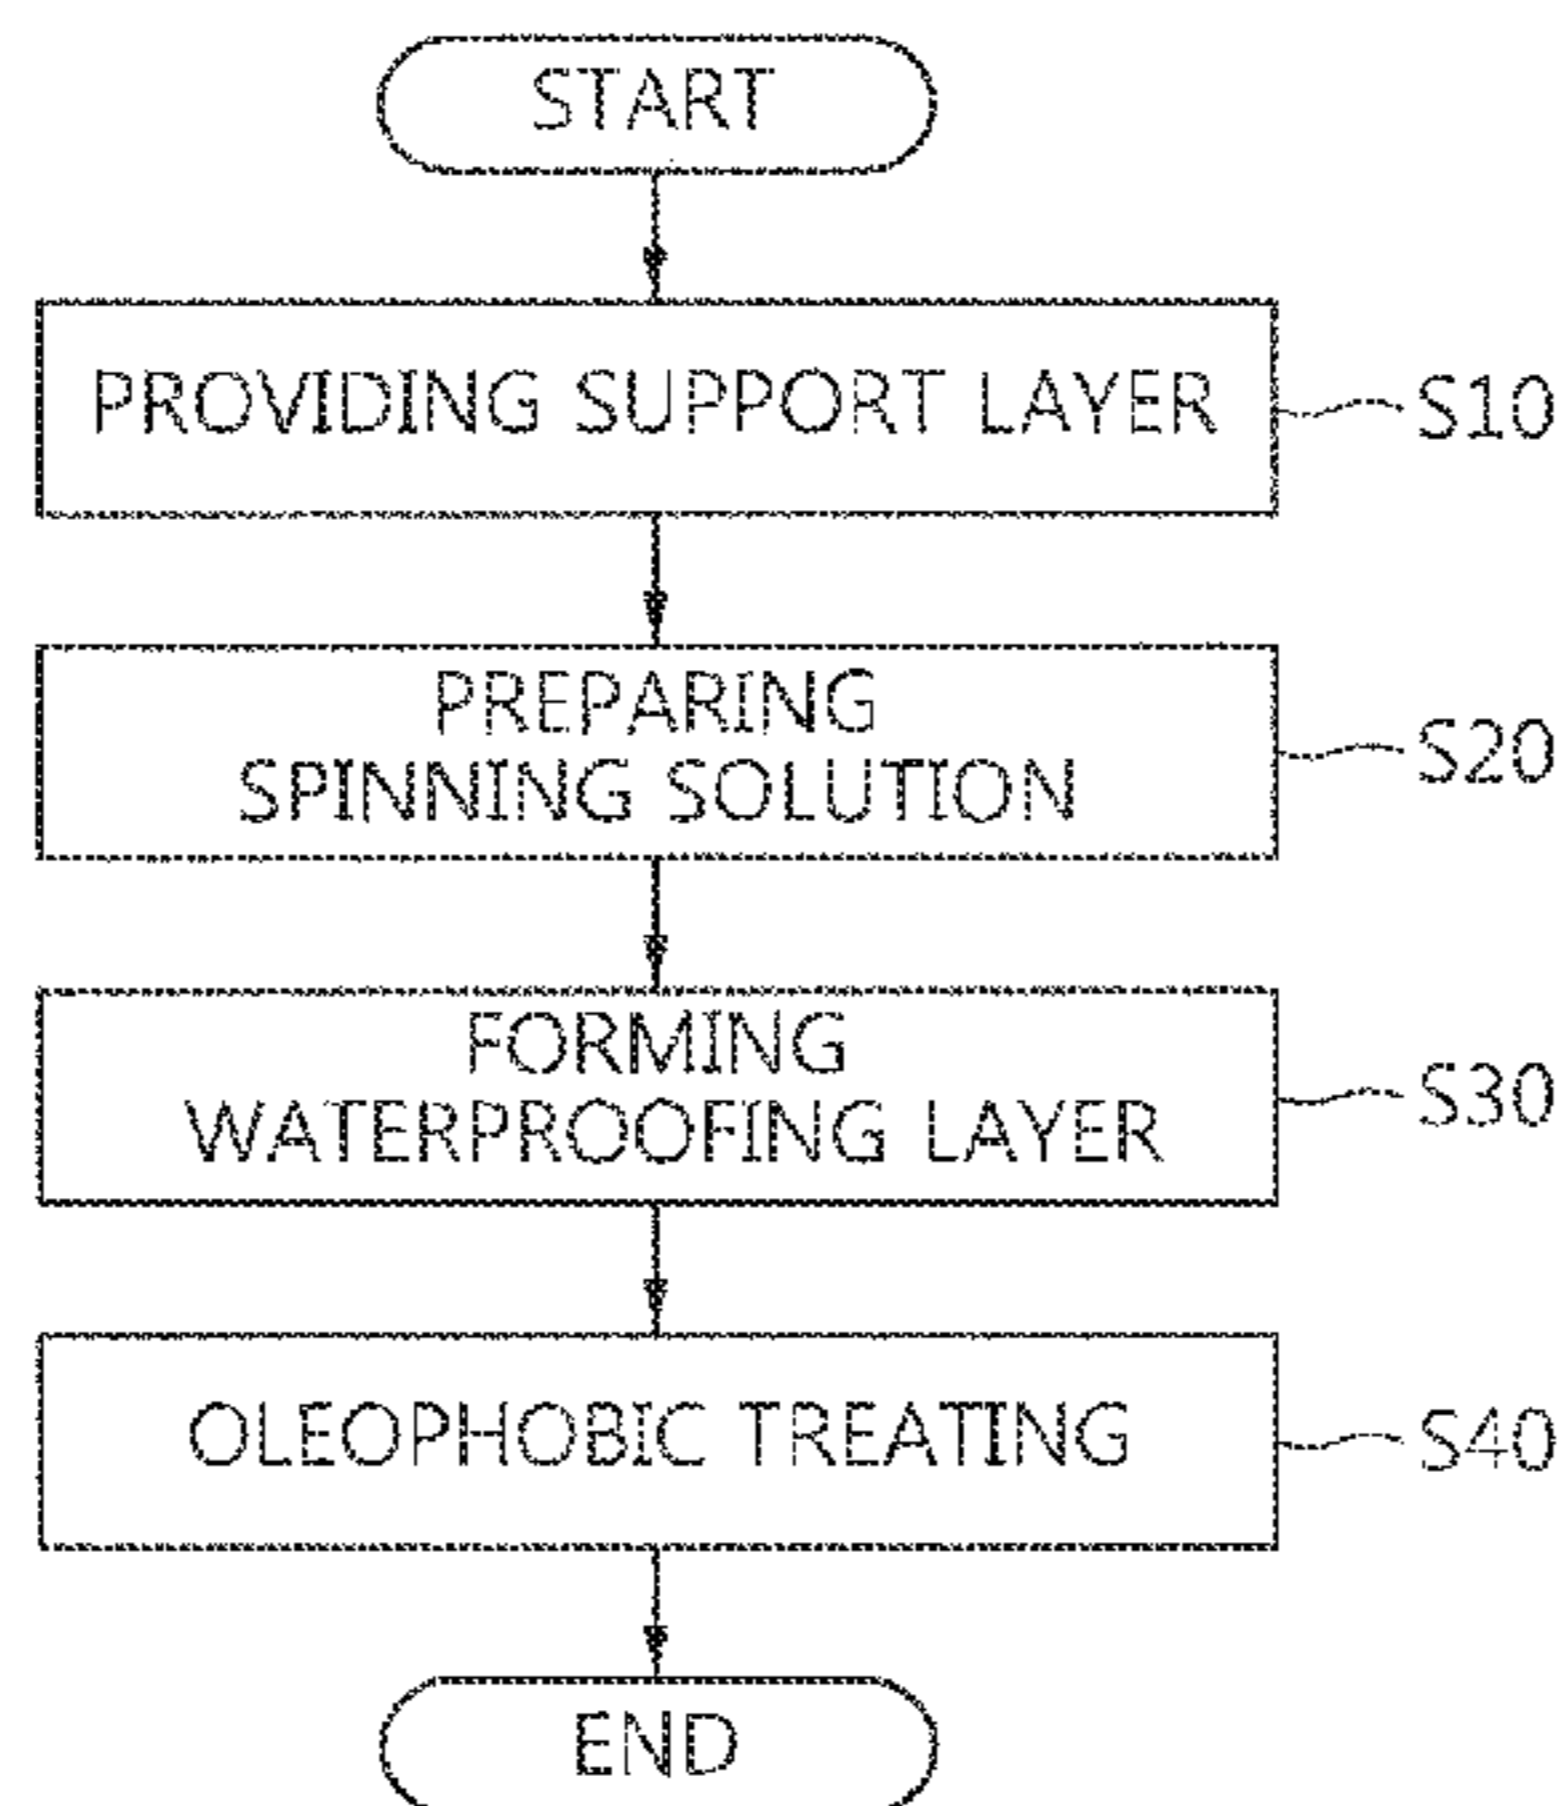 START
PROVIDING SUPPORT LAYER
S10
PREPARING
SPINNING SOLUTION
S20
FORMING
WATERPROOFING LAYER
S30
OLEOPHOBIC TREATING
S40
END